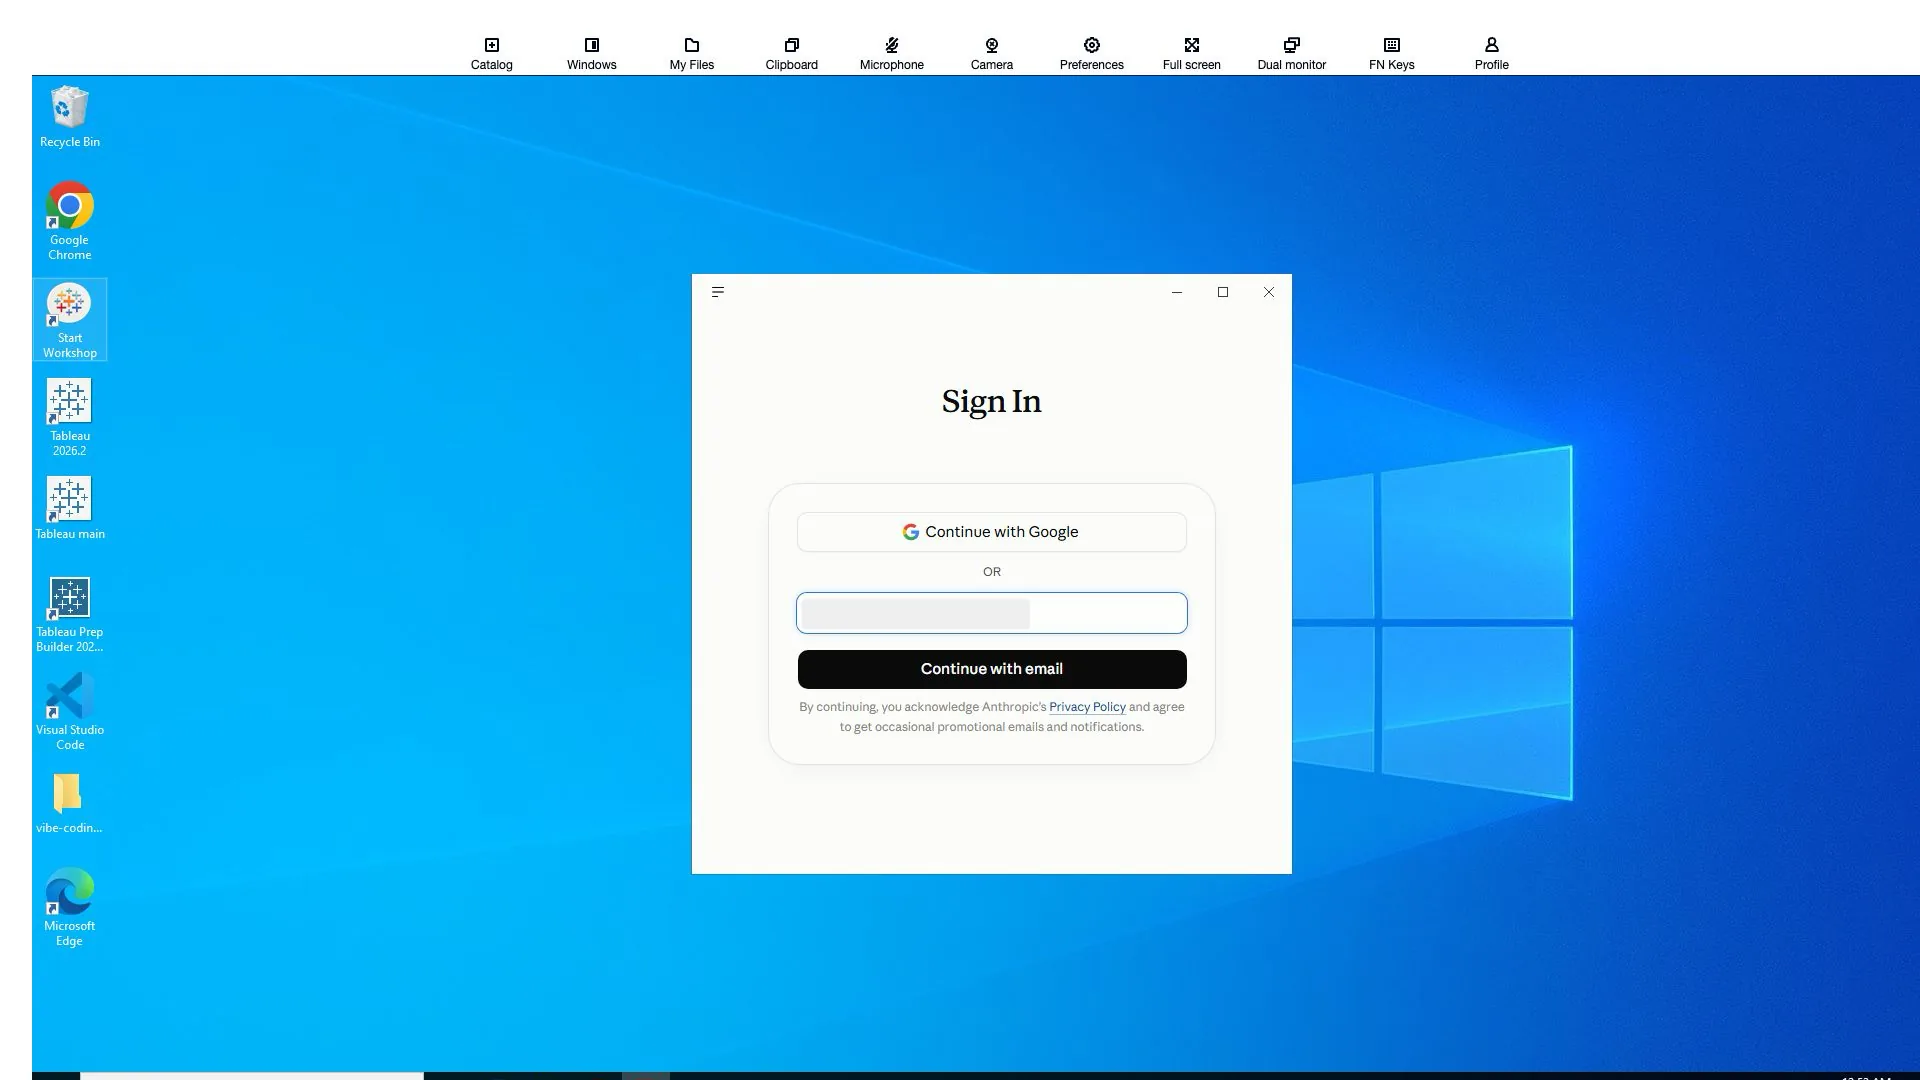 Catalog
Windows
My Files
Clipboard
Microphone
Camera
Preferences
Full screen
Dual monitor
FN Keys
Profile
Recycle Bin
Google
Chrome
Start
Workshop
Tableau
2026.2
Tableau main
Tableau Prep
Builder 202...
Visual Studio
Code
vibe-codin...
Microsoft
Edge
Sign In
Continue with Google
OR
Continue with email
By continuing, you acknowledge Anthropic's Privacy Policy and agree
to get occasional promotional emails and notifications.